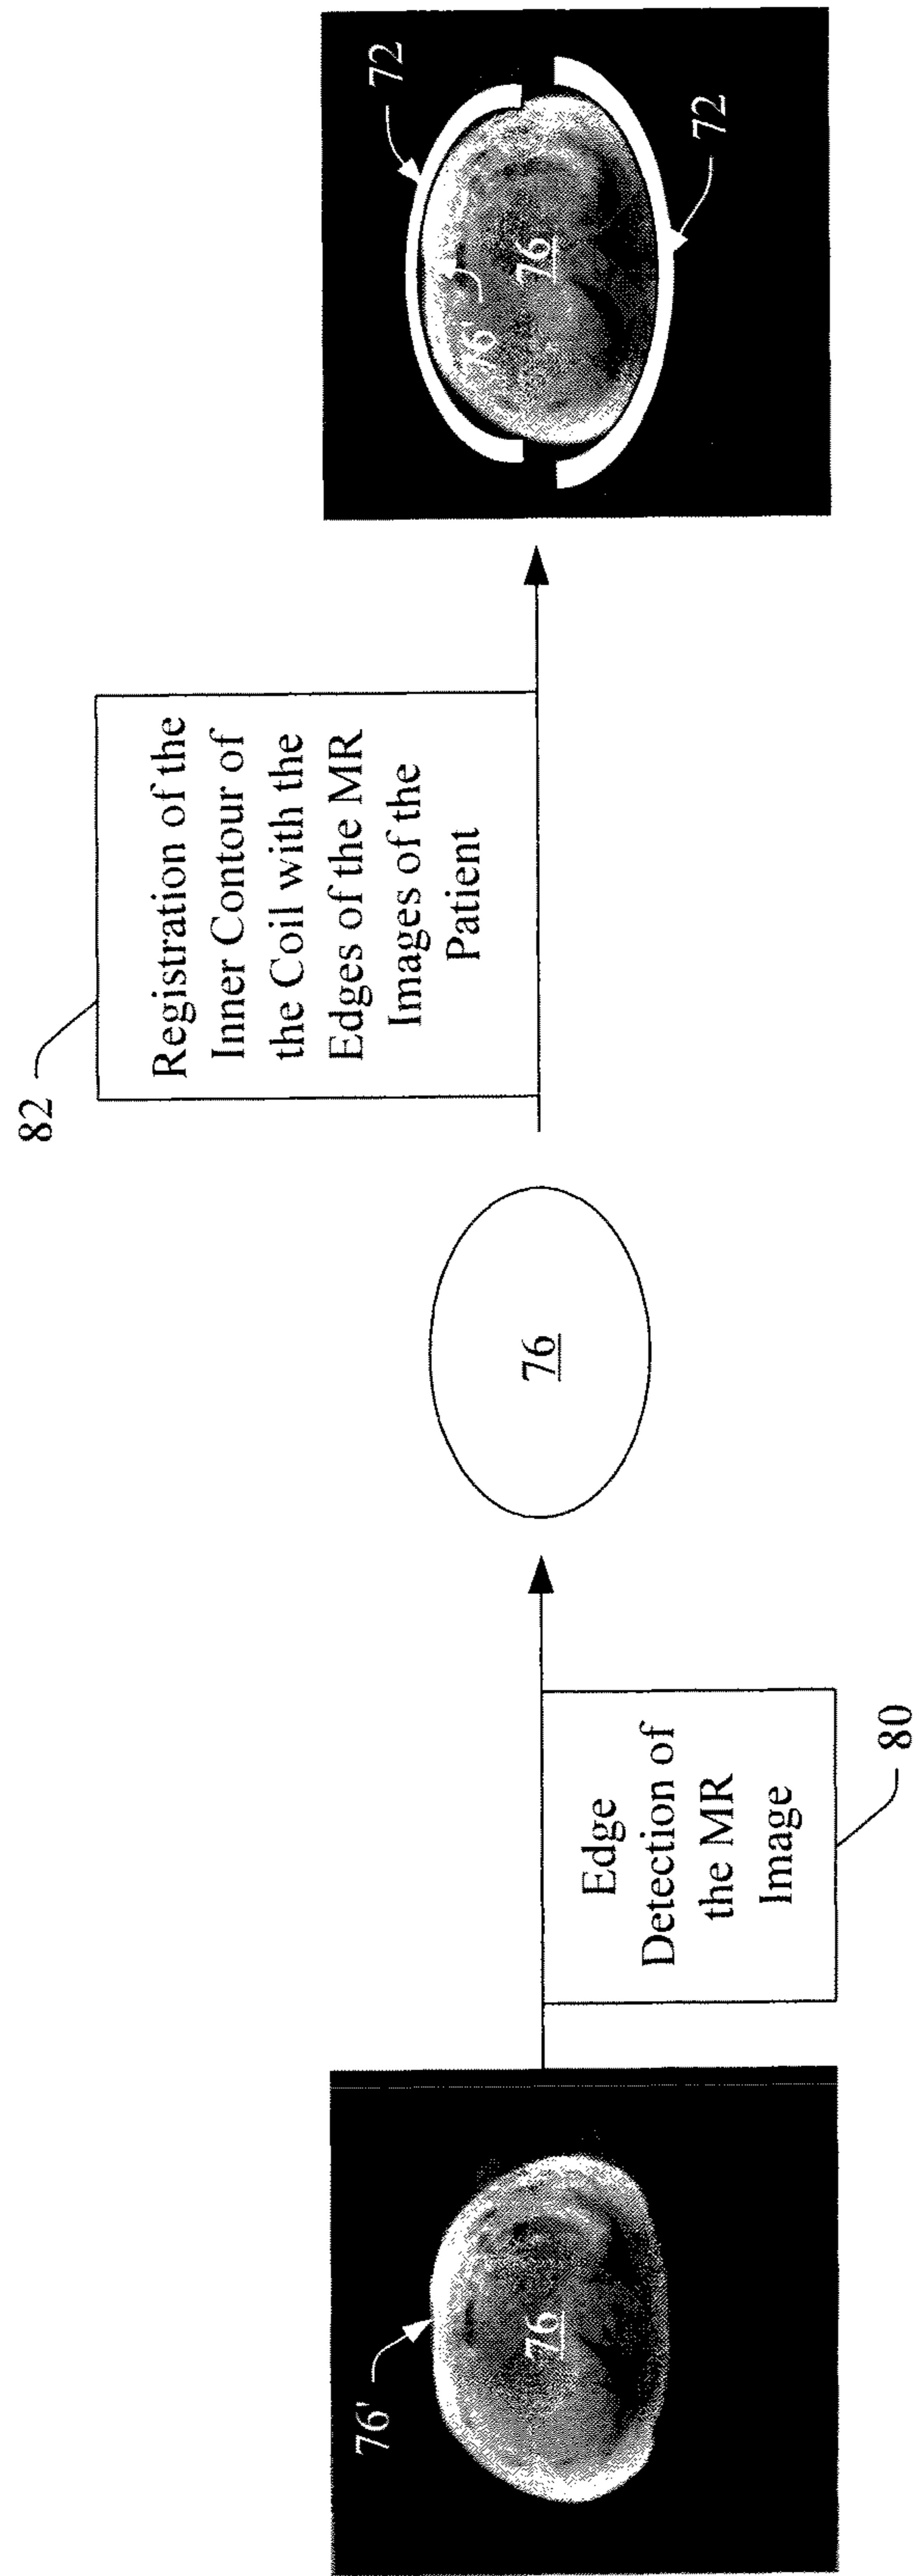 76'
76
Edge
Detection of
the MR
Image
80
76
82
Registration of the
Inner Contour of
the Coil with the
Edges of the MR
Images of the
Patient
72
76'
76
72